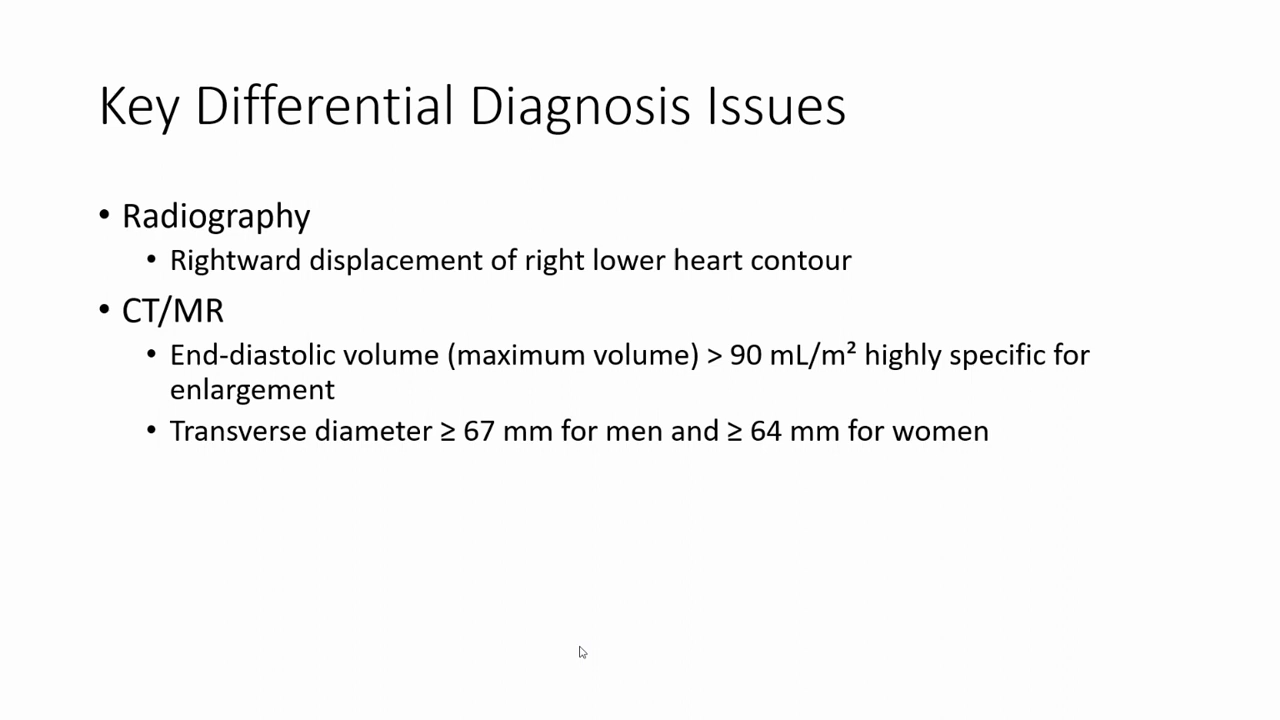 Key Differential Diagnosis Issues
• Radiography
• Rightward displacement of right lower heart contour
• CT/MR
• End-diastolic volume (maximum volume) > 90 mL/m² highly specific for
enlargement
• Transverse diameter ≥ 67 mm for men and ≥ 64 mm for women